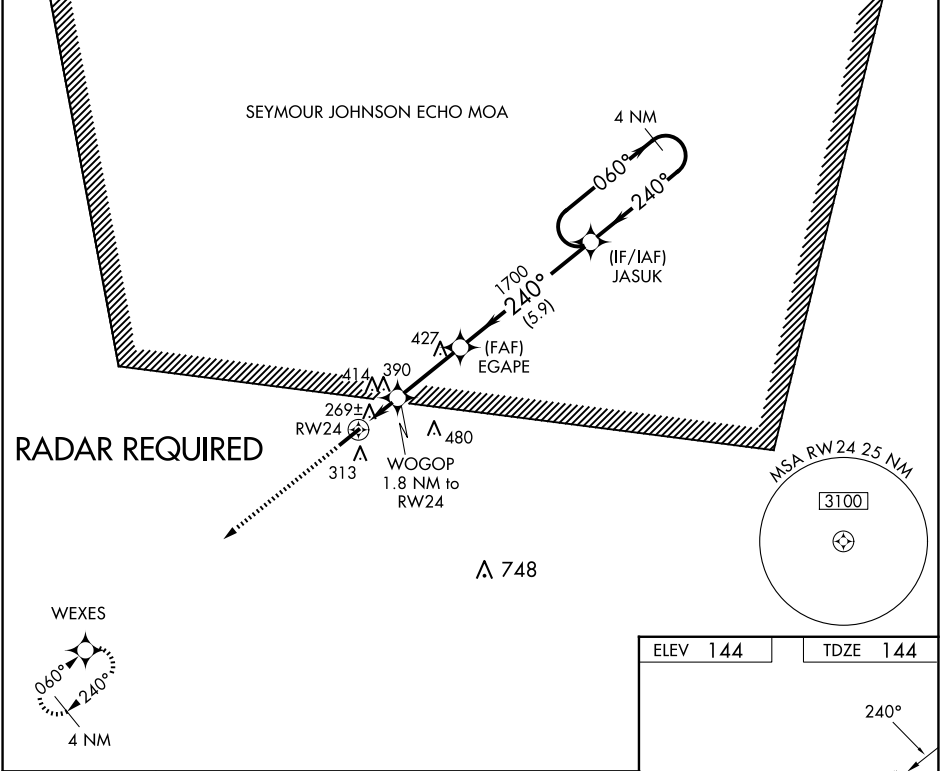 SEYMOUR JOHNSON ECHO MOA
4 NM
060°
240°
(IF/IAF)
JASUK
1700
240°
(5.9)
427
(FAF)
EGAPE
414
390
269±
RW24
480
313
WOGOP
1.8 NM to
RW24
RADAR REQUIRED
MSA RW24 25 NM
3100
748
WEXES
060°
240°
4 NM
ELEV 144
TDZE 144
240°